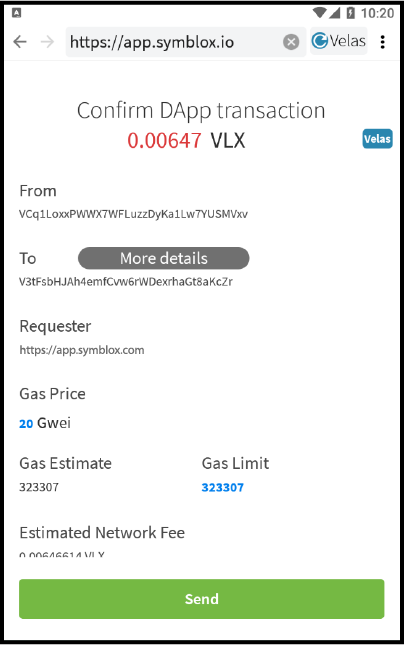 10:20
https://app.symblox.io
Velas
Confirm DApp transaction
0.00647 VLX
Velas
From
VCq1LoxxPWWX7WFLuzzDyKa1Lw7YUSMVxv
To
More details
V3tFsbHJAh4emfCvw6rWDexrhaGt8aKcZr
Requester
https://app.symblox.com
Gas Price
20 Gwei
Gas Estimate
Gas Limit
323307
323307
Estimated Network Fee
0.00646614 VLX
Send